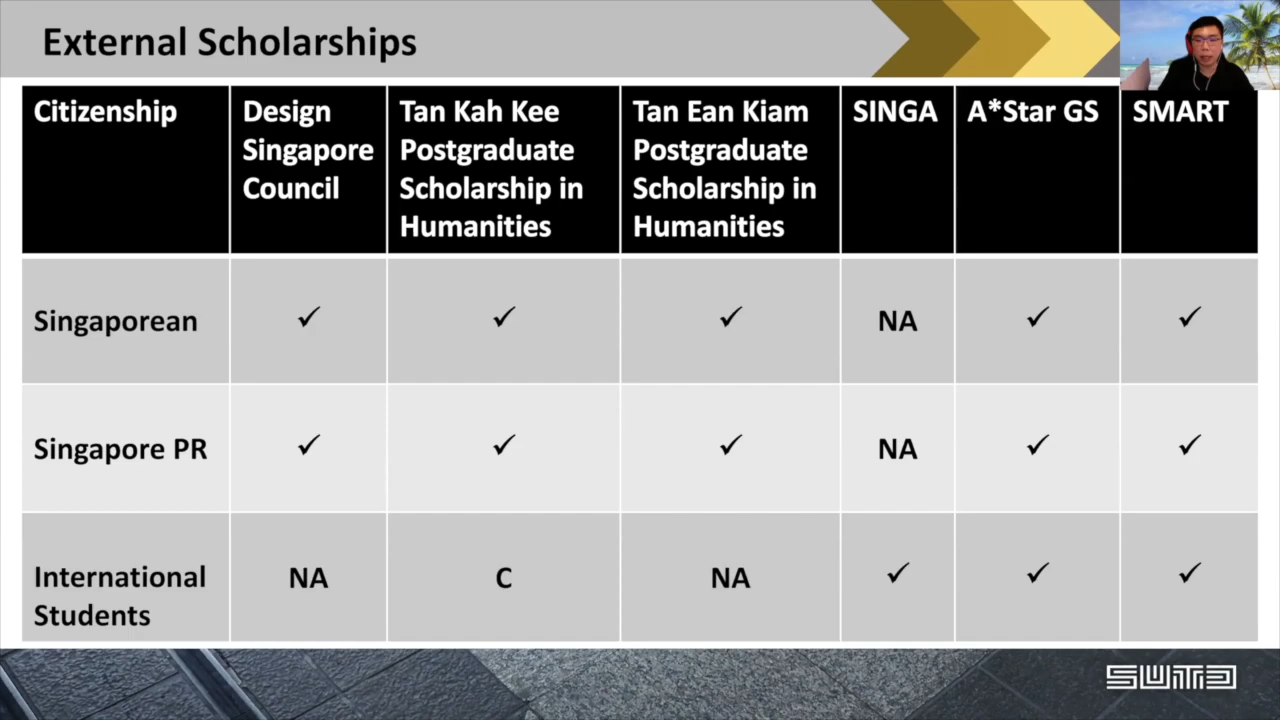 External Scholarships
Citizenship
Design
Singapore
Council
Tan Kah Kee
Postgraduate
Scholarship in
Humanities
Tan Ean Kiam
Postgraduate
Scholarship in
Humanities
SINGA
A*Star GS
SMART
Singaporean
✓
✓
✓
NA
✓
✓
Singapore PR
✓
✓
✓
NA
✓
✓
International
Students
NA
C
NA
✓
✓
✓
SUTD